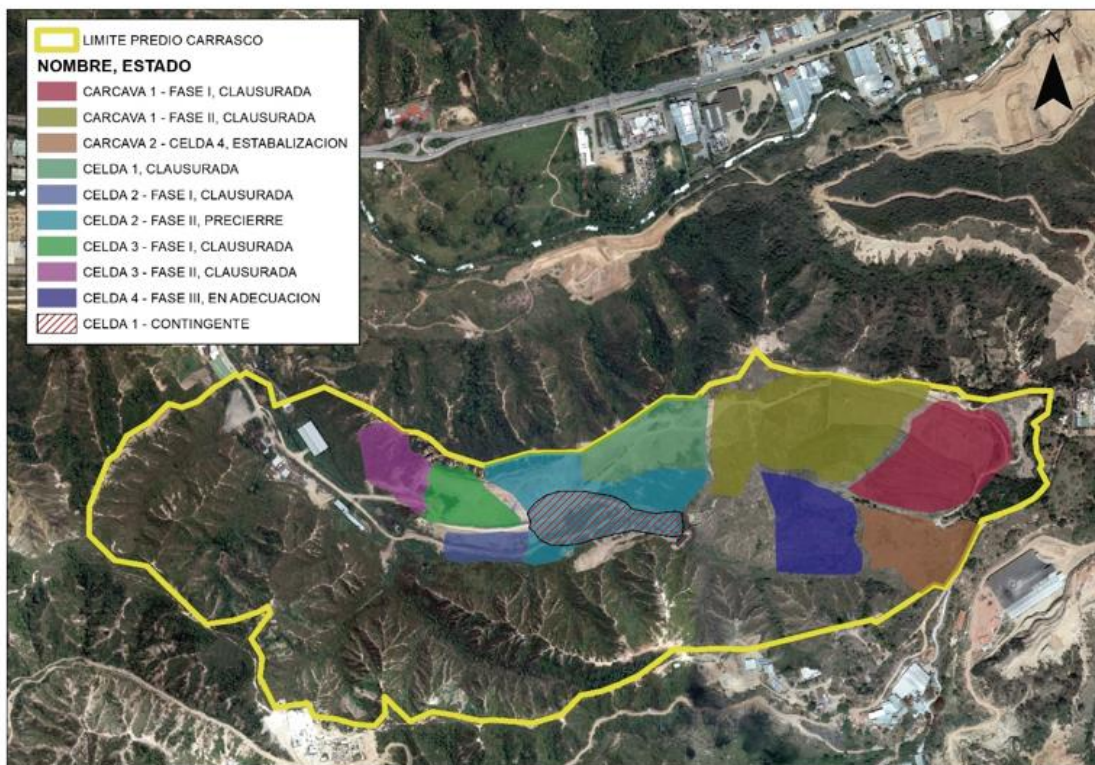 LIMITE PREDIO CARRASCO
NOMBRE, ESTADO
CARCAVA 1 - FASE I, CLAUSURADA
CARCAVA 1 - FASE II, CLAUSURADA
CARCAVA 2 - CELDA 4, ESTABALIZACION
CELDA 1, CLAUSURADA
CELDA 2 - FASE I, CLAUSURADA
CELDA 2 - FASE II, PRECIERRE
CELDA 3 - FASE I, CLAUSURADA
CELDA 3 - FASE II, CLAUSURADA
CELDA 4 - FASE III, EN ADECUACION
CELDA 1 - CONTINGENTE
N